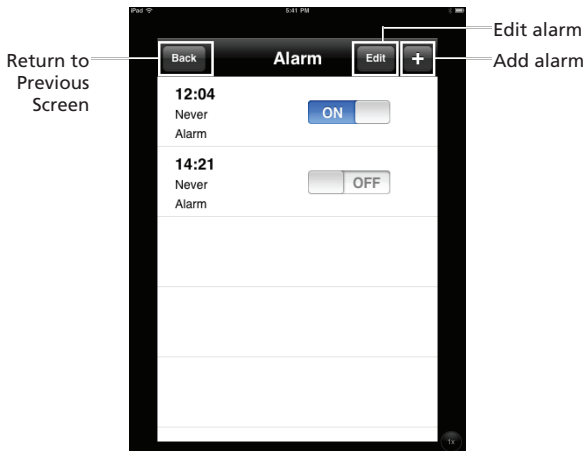 iPad 5:41 PM
Edit alarm
Back Alarm Edit +
Add alarm
Return to
Previous
Screen
12:04
Never
Alarm
ON
14:21
Never
Alarm
OFF
1x